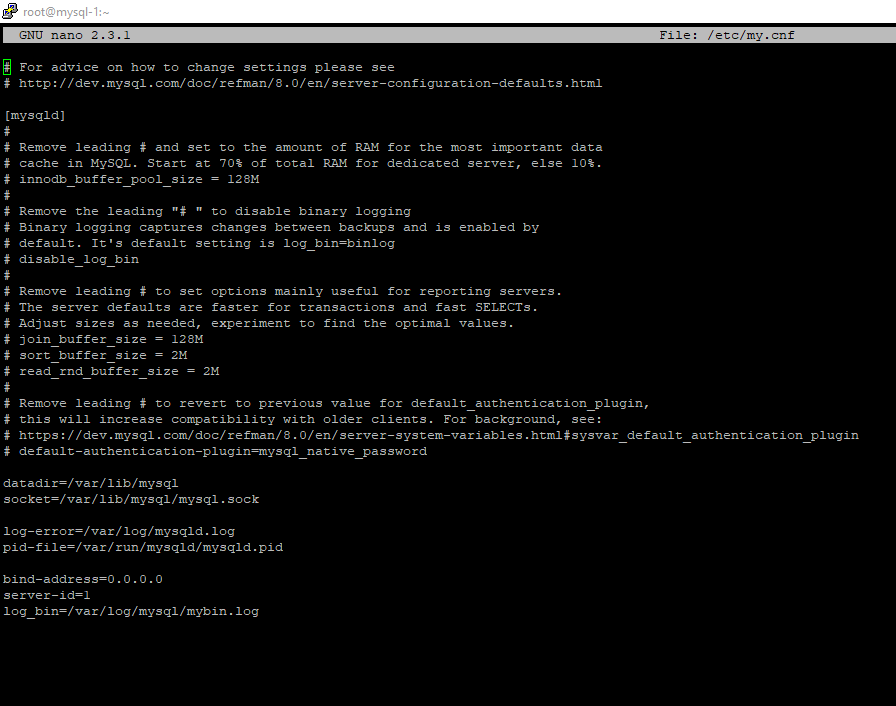 root@mysql-1:~
GNU nano 2.3.1 File: /etc/my.cnf
# For advice on how to change settings please see
# http://dev.mysql.com/doc/refman/8.0/en/server-configuration-defaults.html
[mysqld]
#
# Remove leading # and set to the amount of RAM for the most important data
# cache in MySQL. Start at 70% of total RAM for dedicated server, else 10%.
# innodb_buffer_pool_size = 128M
#
# Remove the leading "# " to disable binary logging
# Binary logging captures changes between backups and is enabled by
# default. It's default setting is log_bin=binlog
# disable_log_bin
#
# Remove leading # to set options mainly useful for reporting servers.
# The server defaults are faster for transactions and fast SELECTs.
# Adjust sizes as needed, experiment to find the optimal values.
# join_buffer_size = 128M
# sort_buffer_size = 2M
# read_rnd_buffer_size = 2M
#
# Remove leading # to revert to previous value for default_authentication_plugin,
# this will increase compatibility with older clients. For background, see:
# https://dev.mysql.com/doc/refman/8.0/en/server-system-variables.html#sysvar_default_authentication_plugin
# default-authentication-plugin=mysql_native_password
datadir=/var/lib/mysql
socket=/var/lib/mysql/mysql.sock
log-error=/var/log/mysqld.log
pid-file=/var/run/mysqld/mysqld.pid
bind-address=0.0.0.0
server-id=1
log_bin=/var/log/mysql/mybin.log